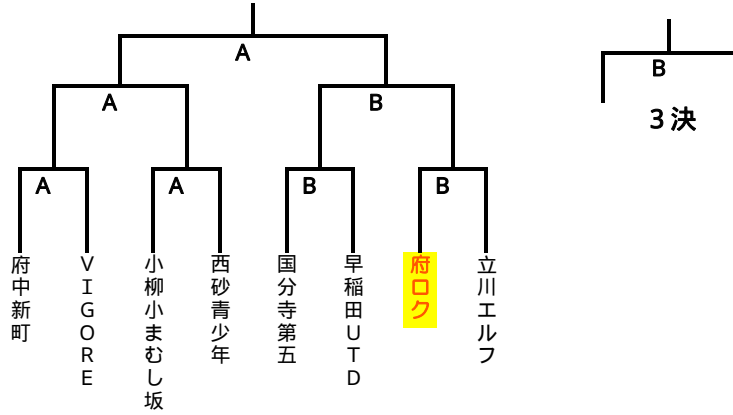 A
B
A
B
3決
A
A
B
B
府中新町
VIGORE
小柳小まむし坂
西砂青少年
国分寺第五
早稲田UTD
府ロク
立川エルフ